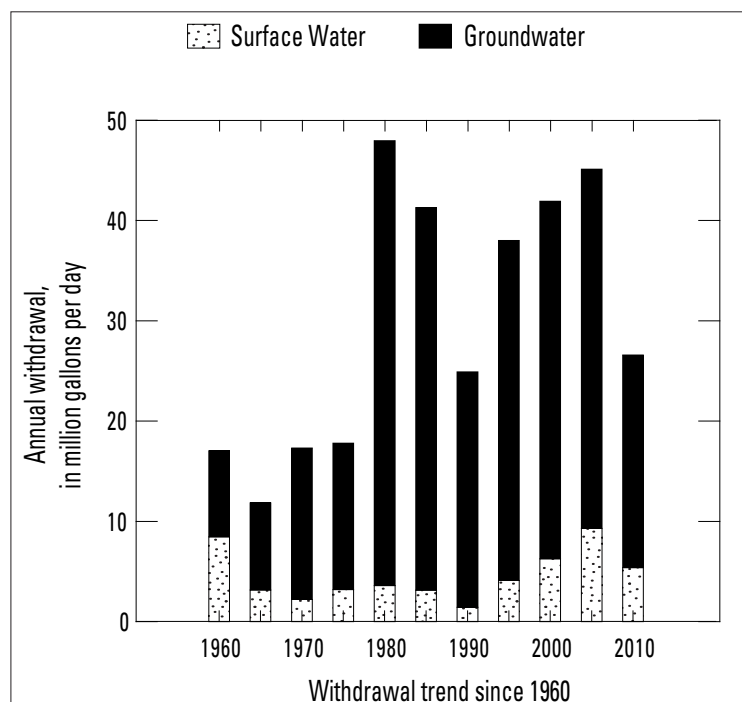 Surface Water Groundwater
50
40
30
20
10
0
Annual withdrawal,
in million gallons per day
1960 1970 1980 1990 2000 2010
Withdrawal trend since 1960